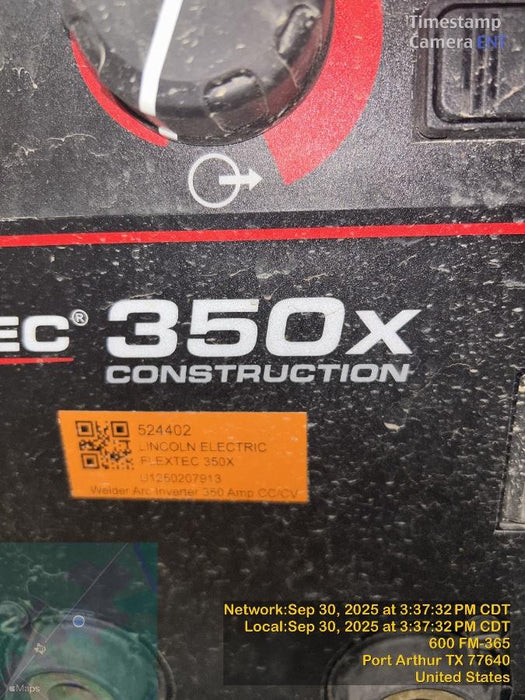 Timestamp
Camera ENT
EC® 350X
CONSTRUCTION
524402
LINCOLN ELECTRIC
FLEXTEC 350X
U1250207913
Welder Arc Inverter 350 Amp CC/CV
Network:Sep 30, 2025 at 3:37:32 PM CDT
Local:Sep 30, 2025 at 3:37:32 PM CDT
600 FM-365
Port Arthur TX 77640
United States
Maps